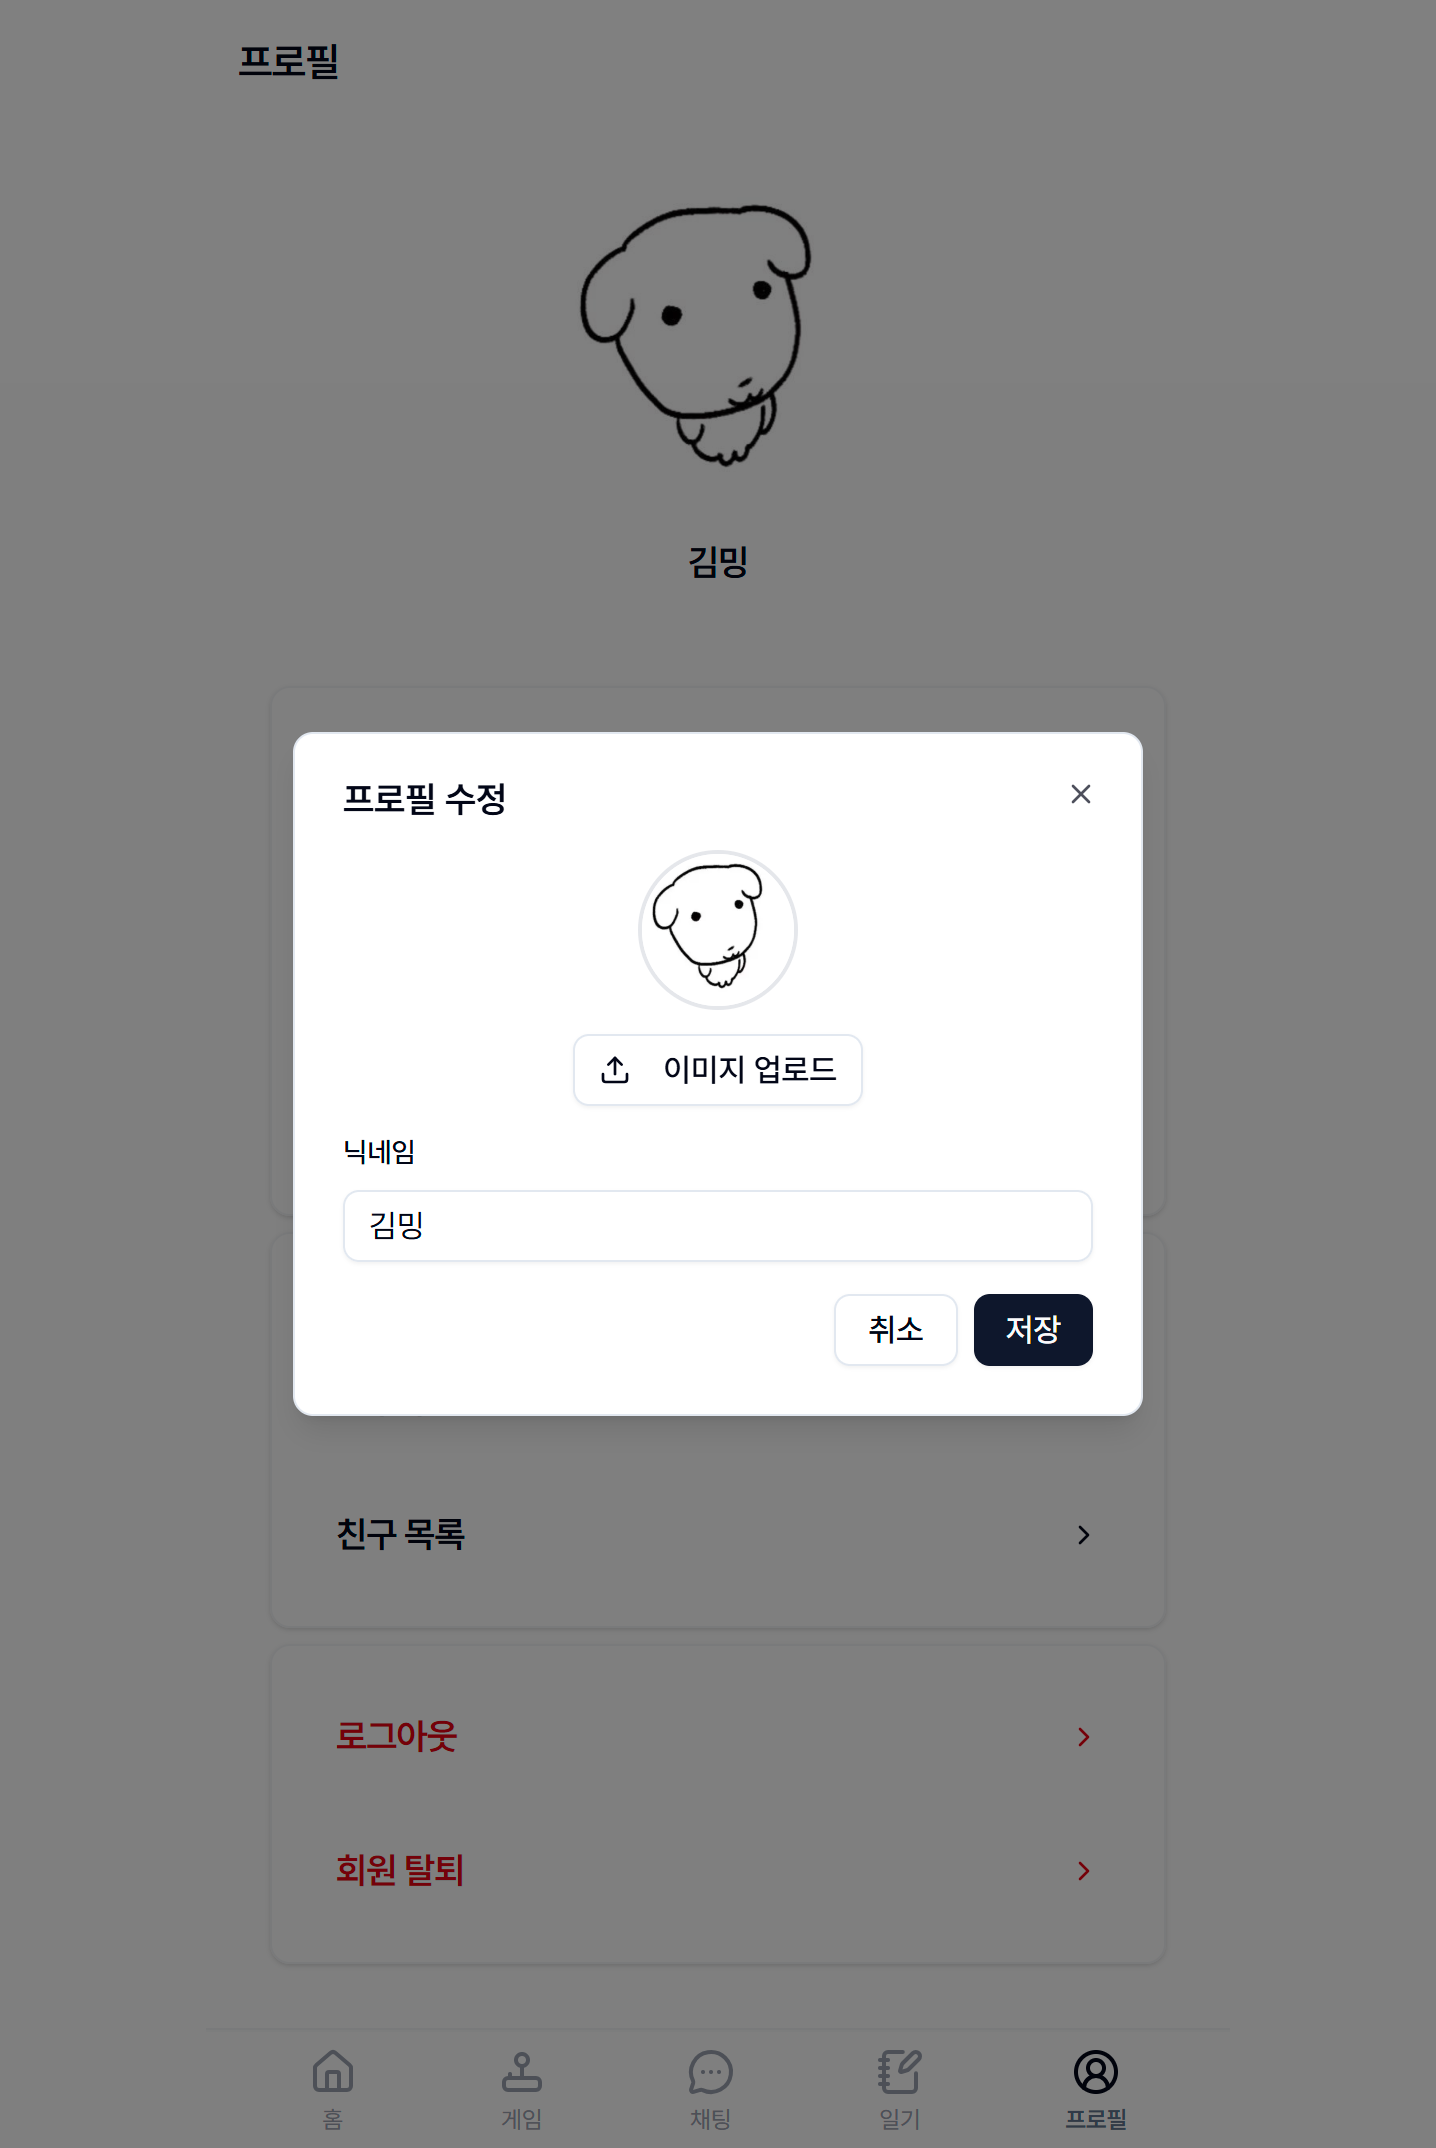 프로필
김밍
프로필 수정
이미지 업로드
닉네임
김밍
취소 저장
친구 목록
로그아웃
회원 탈퇴
홈 게임 채팅 일기 프로필